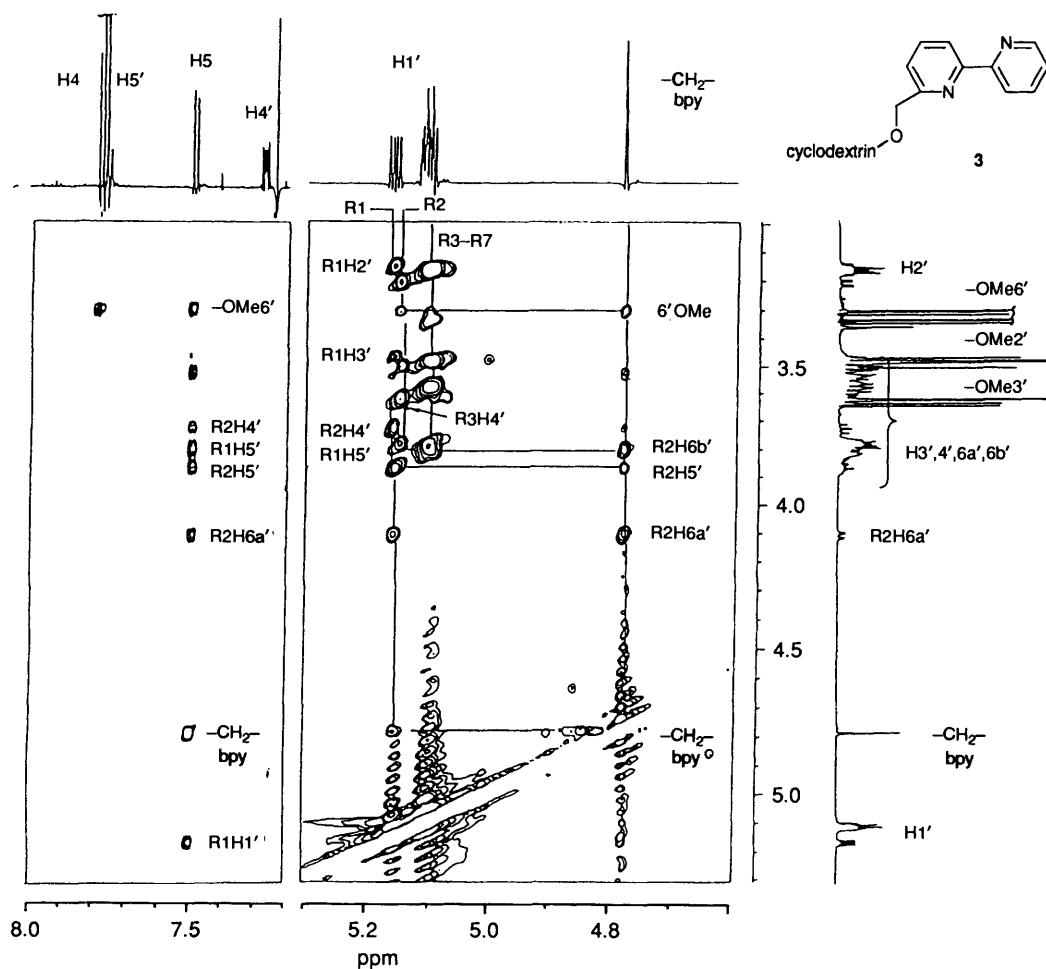 H4
H5'
H5
H4'
H1'
–CH2–
bpy
N
N
O
cyclodextrin
3
R1
R2
R3–R7
R1H2'
–OMe6'
6' OMe
R1H3'
R3H4'
R2H4'
R2H4'
R1H5'
R1H5'
R2H6b'
R2H5'
R2H5'
R2H6a'
R2H6a'
–CH2–
bpy
–CH2–
bpy
R1H1'
H2'
–OMe6'
–OMe2'
–OMe3'
H3',4',6a',6b'
R2H6a'
–CH2–
bpy
H1'
3.5
4.0
4.5
5.0
8.0
7.5
5.2
5.0
4.8
ppm